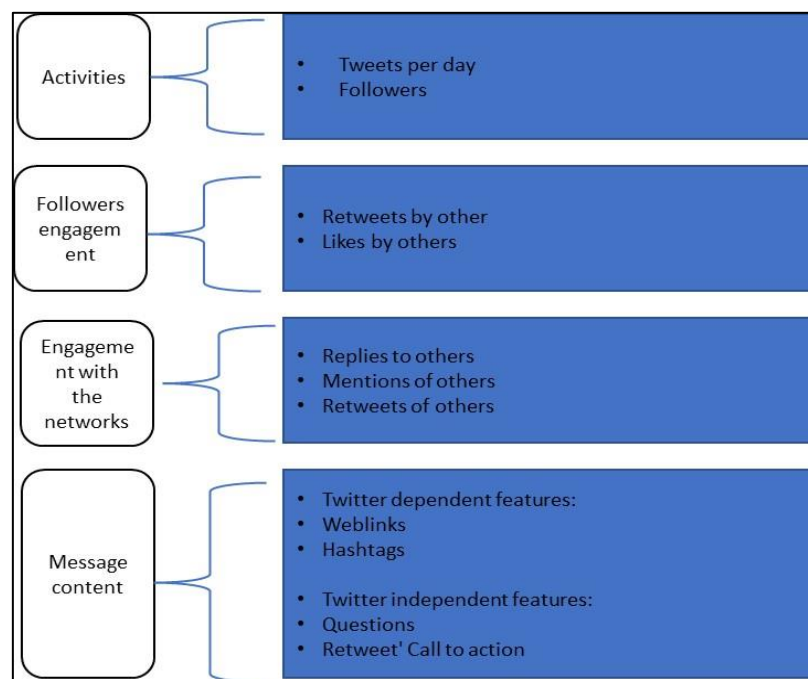 Activities
• Tweets per day
• Followers
Followers
engagem
ent
• Retweets by other
• Likes by others
Engageme
nt with
the
networks
• Replies to others
• Mentions of others
• Retweets of others
Message
content
• Twitter dependent features:
• Weblinks
• Hashtags
• Twitter independent features:
• Questions
• Retweet' Call to action